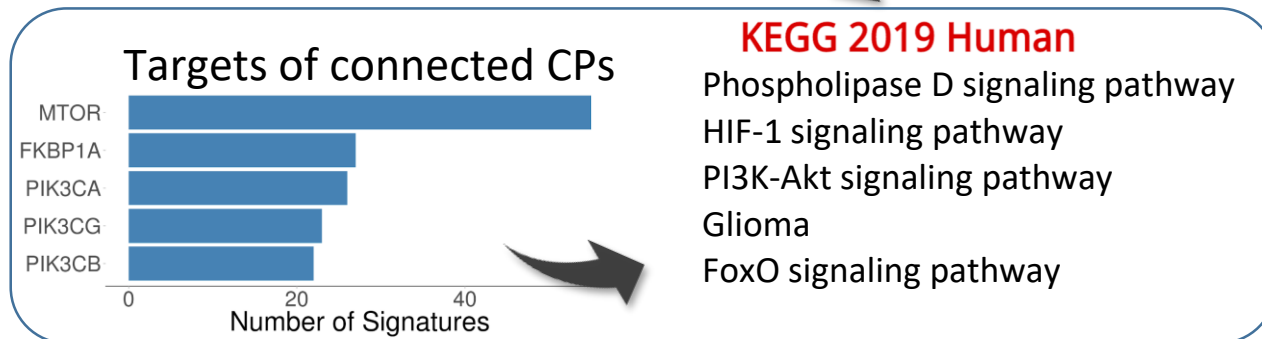 Targets of connected CPs
MTOR
FKBP1A
PIK3CA
PIK3CG
PIK3CB
0
20
40
Number of Signatures
KEGG 2019 Human
Phospholipase D signaling pathway
HIF-1 signaling pathway
PI3K-Akt signaling pathway
Glioma
FoxO signaling pathway